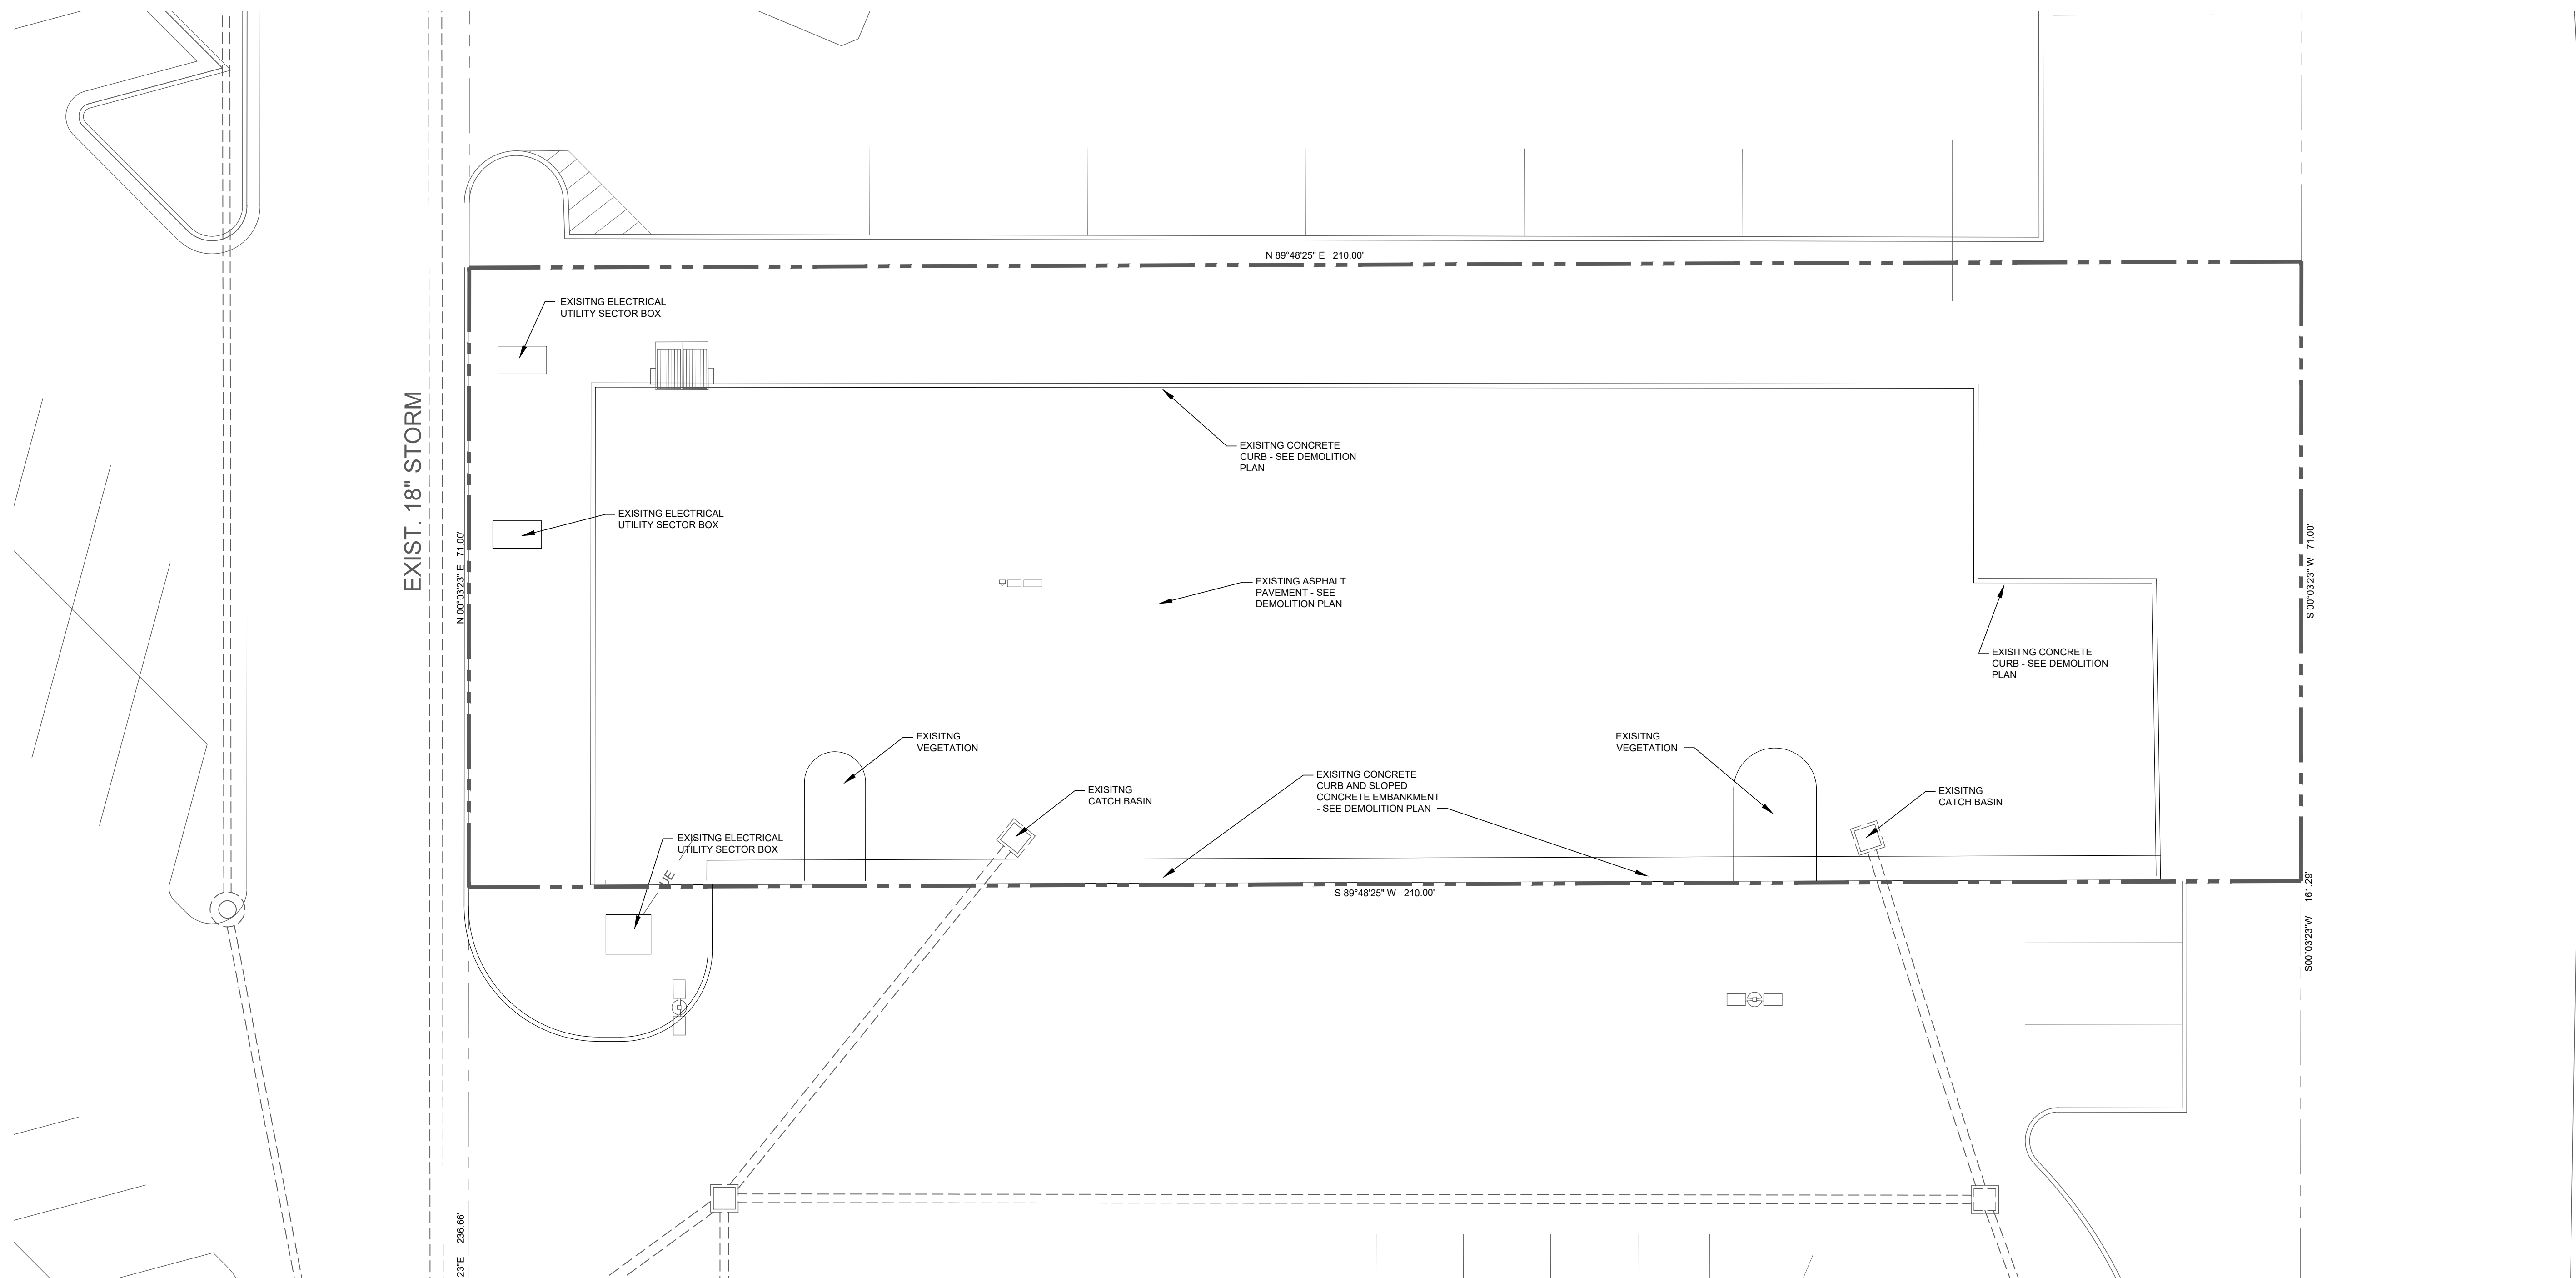 N 89°48'25" E   210.00'
EXISITNG ELECTRICAL
UTILITY SECTOR BOX
EXIST. 18" STORM
EXISITNG CONCRETE
CURB - SEE DEMOLITION
PLAN
EXISITNG ELECTRICAL
UTILITY SECTOR BOX
N 00°03'23" E   71.00'
S 00°03'23" W   71.00'
EXISTING ASPHALT
PAVEMENT - SEE
DEMOLITION PLAN
EXISITNG CONCRETE
CURB - SEE DEMOLITION
PLAN
EXISITNG
VEGETATION
EXISITNG
VEGETATION
EXISITNG CONCRETE
CURB AND SLOPED
CONCRETE EMBANKMENT
- SEE DEMOLITION PLAN
EXISITNG
CATCH BASIN
EXISITNG
CATCH BASIN
EXISITNG ELECTRICAL
UTILITY SECTOR BOX
UE
S 89°48'25" W   210.00'
S00°03'23"W   161.29'
23"E   236.66'